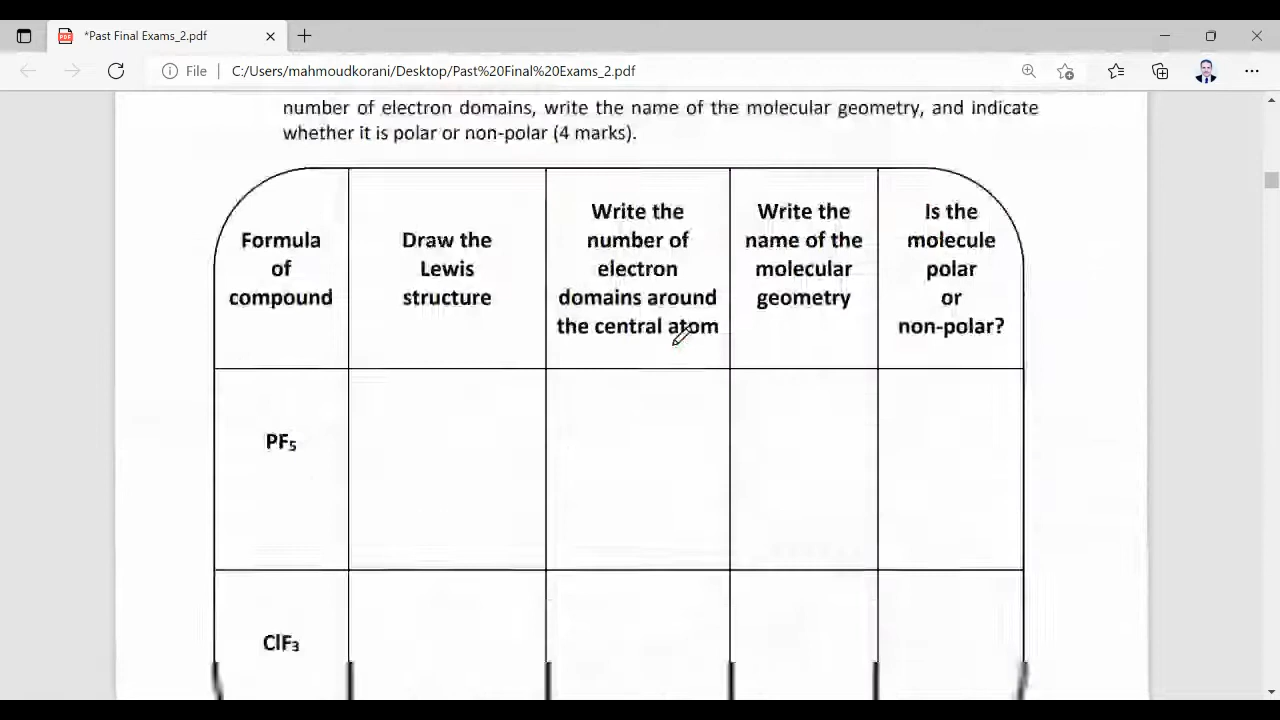 *Past Final Exams_2.pdf
File | C:/Users/mahmoudkorani/Desktop/Past%20Final%20Exams_2.pdf
number of electron domains, write the name of the molecular geometry, and indicate
whether it is polar or non-polar (4 marks).
Formula
of
compound
Draw the
Lewis
structure
Write the
number of
electron
domains around
the central atom
Write the
name of the
molecular
geometry
Is the
molecule
polar
or
non-polar?
PF₅
ClF₃